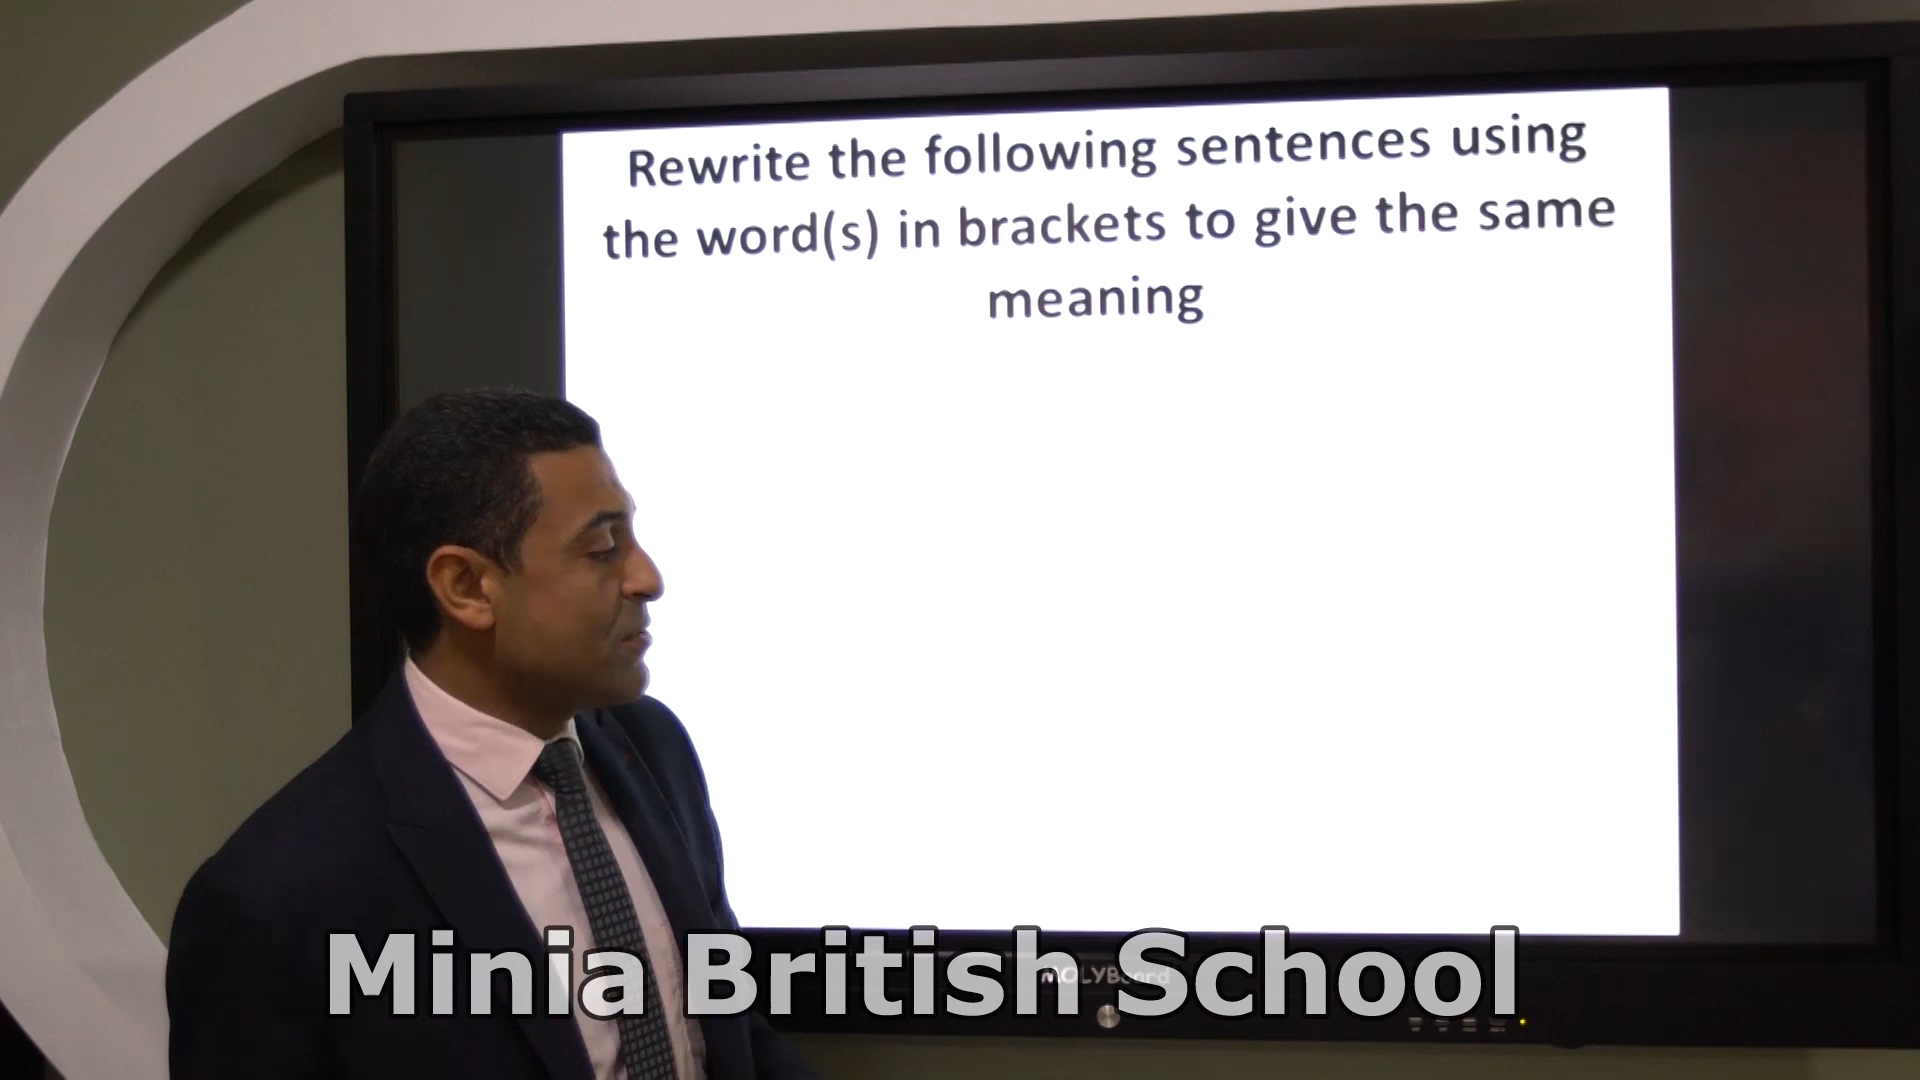 Rewrite the following sentences using
the word(s) in brackets to give the same
meaning
Minia British School